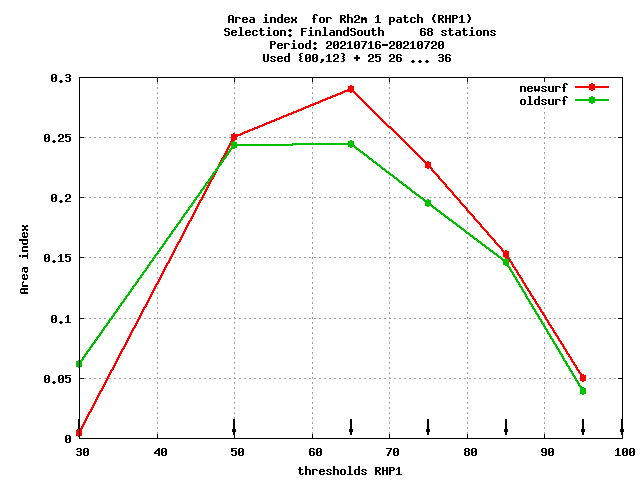 Area index  for Rh2m 1 patch (RHP1)
Selection: FinlandSouth     68 stations
Period: 20210716-20210720
Used {00,12} + 25 26 ... 36
newsurf
oldsurf
0.3
0.25
0.2
0.15
0.1
0.05
0
Area index
30 40 50 60 70 80 90 100
thresholds RHP1